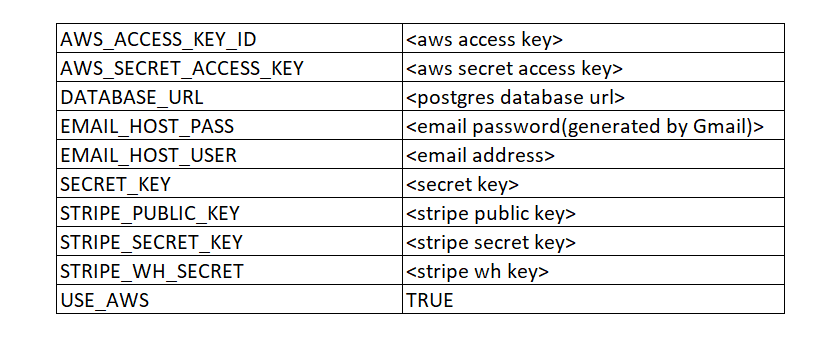 AWS_ACCESS_KEY_ID <aws access key>
AWS_SECRET_ACCESS_KEY <aws secret access key>
DATABASE_URL <postgres database url>
EMAIL_HOST_PASS <email password(generated by Gmail)>
EMAIL_HOST_USER <email address>
SECRET_KEY <secret key>
STRIPE_PUBLIC_KEY <stripe public key>
STRIPE_SECRET_KEY <stripe secret key>
STRIPE_WH_SECRET <stripe wh key>
USE_AWS TRUE